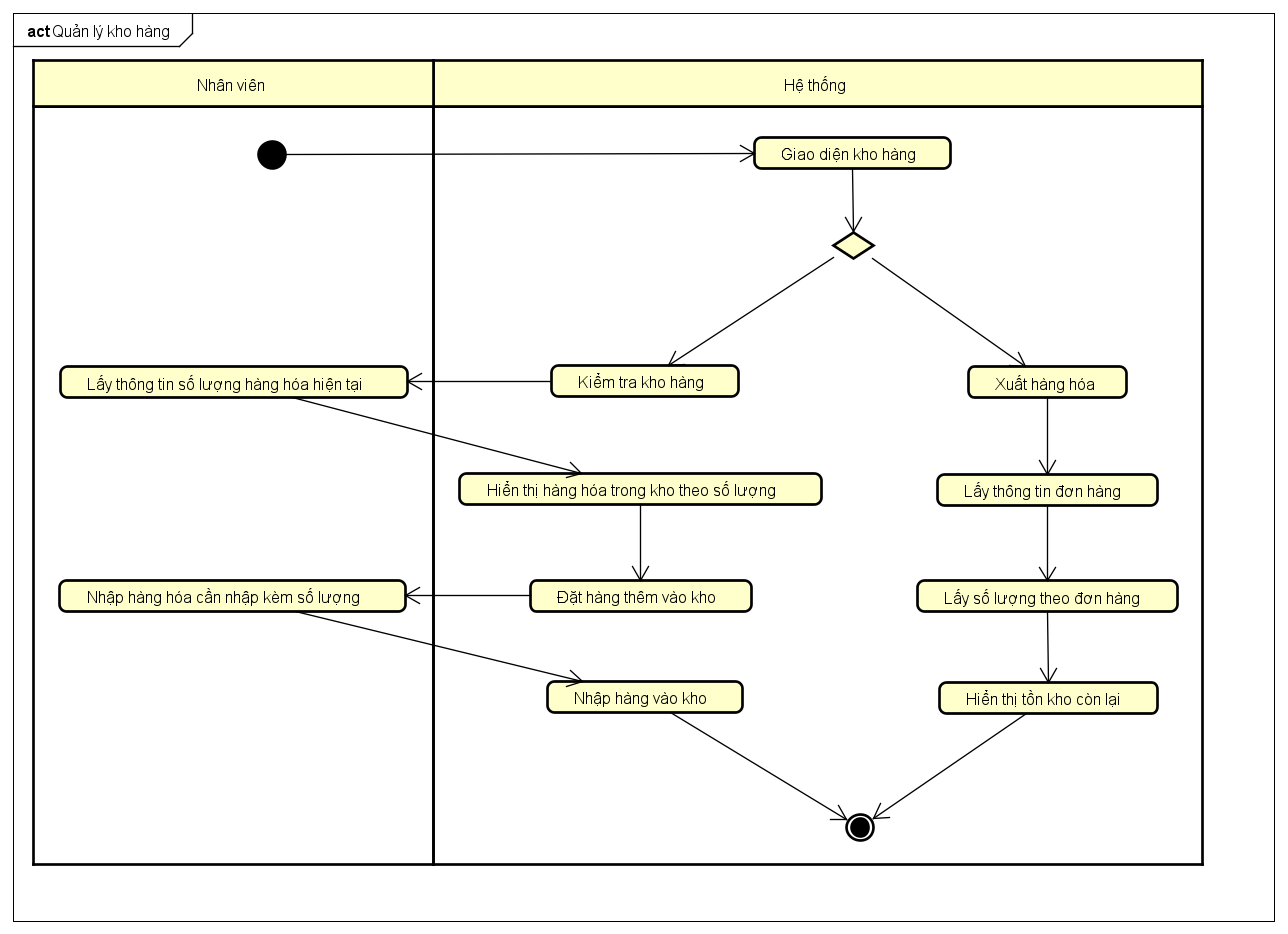 act Quản lý kho hàng
Nhân viên
Hệ thống
Giao diện kho hàng
Lấy thông tin số lượng hàng hóa hiện tại
Kiểm tra kho hàng
Xuất hàng hóa
Hiển thị hàng hóa trong kho theo số lượng
Lấy thông tin đơn hàng
Nhập hàng hóa cần nhập kèm số lượng
Đặt hàng thêm vào kho
Lấy số lượng theo đơn hàng
Nhập hàng vào kho
Hiển thị tồn kho còn lại